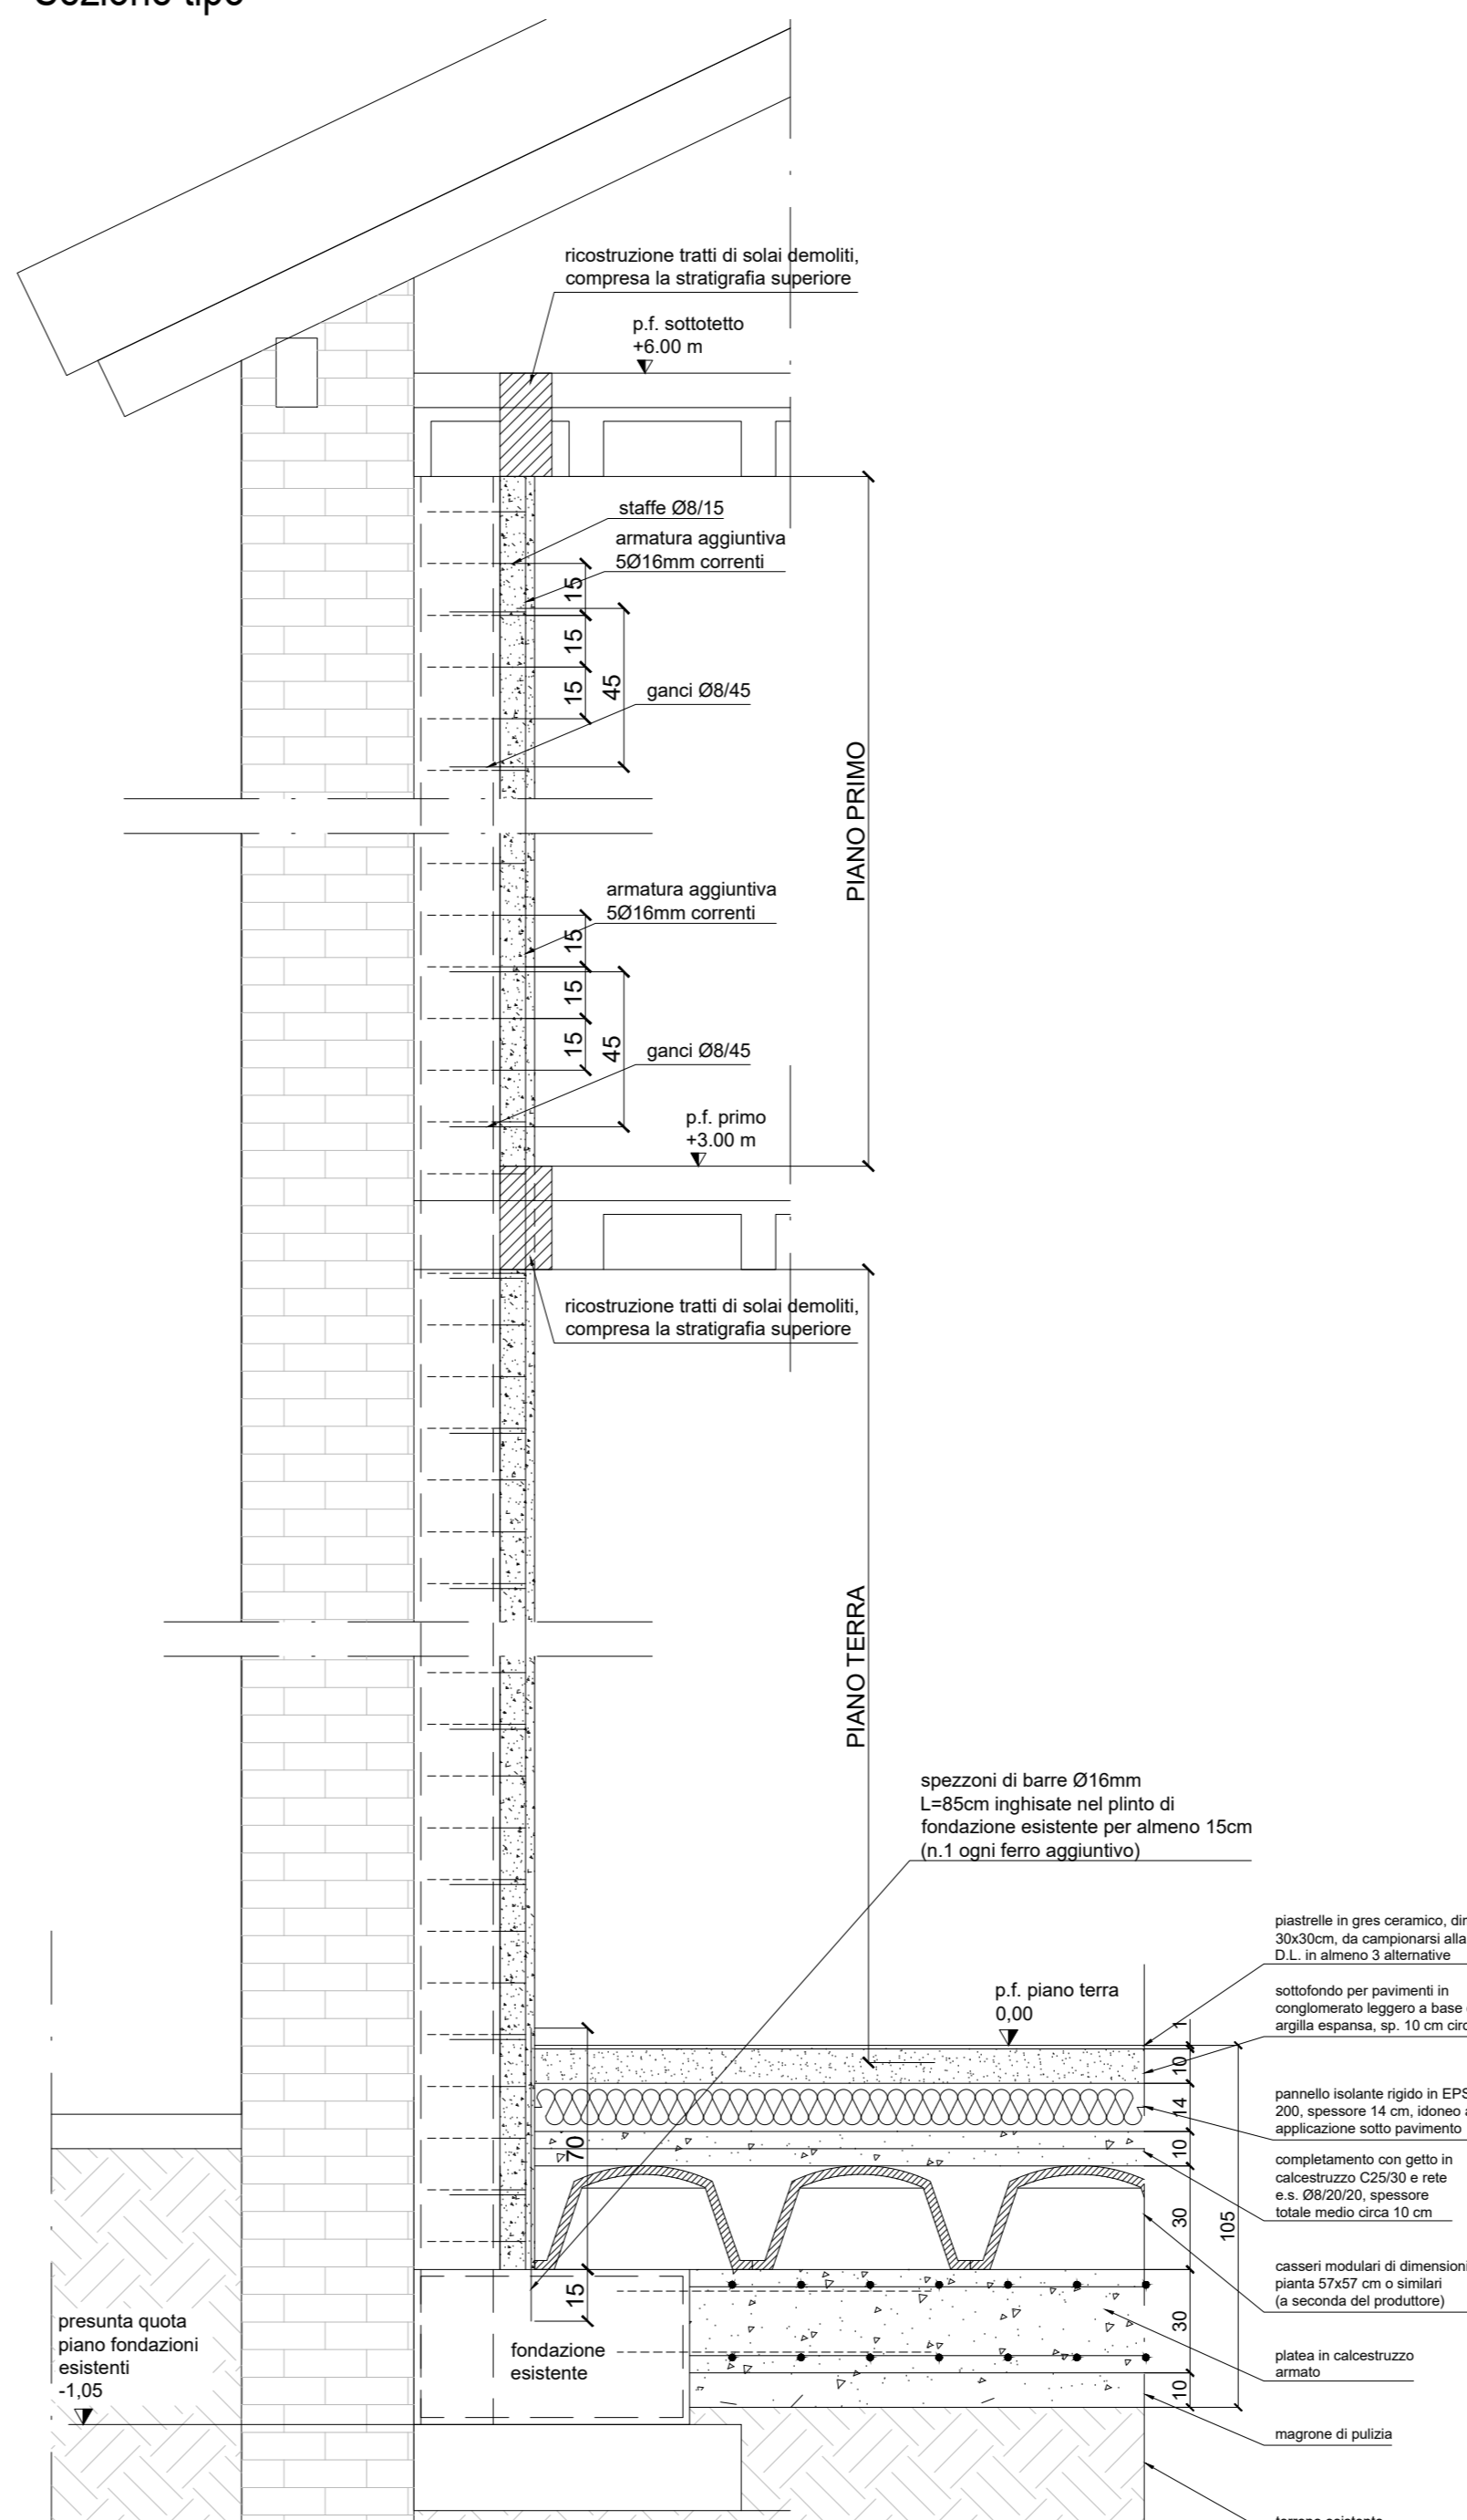 ricostruzione tratti di solai demoliti,
compresa la stratigrafia superiore
p.f. sottotetto
+6.00 m
staffe Ø8/15
armatura aggiuntiva
5Ø16mm correnti
15
15
15
45
ganci Ø8/45
PIANO PRIMO
armatura aggiuntiva
5Ø16mm correnti
15
15
15
45
ganci Ø8/45
p.f. primo
+3.00 m
ricostruzione tratti di solai demoliti,
compresa la stratigrafia superiore
PIANO TERRA
spezzoni di barre Ø16mm
L=85cm inghisate nel plinto di
fondazione esistente per almeno 15cm
(n.1 ogni ferro aggiuntivo)
piastrelle in gres ceramico,
30x30cm, da campionarsi alla
D.L. in almeno 3 alternative
p.f. piano terra
0,00
sottofondo per pavimenti in
conglomerato leggero a base
argilla espansa, sp. 10 cm
1
10
14
10
30
30
10
105
70
15
pannello isolante rigido in EPS
200, spessore 14 cm, idoneo
applicazione sotto pavimento
completamento con getto in
calcestruzzo C25/30 e rete
e.s. Ø8/20/20, spessore
totale medio circa 10 cm
casseri modulari di dimensioni
pianta 57x57 cm o similari
(a seconda del produttore)
presunta quota
piano fondazioni
esistenti
-1,05
fondazione
esistente
platea in calcestruzzo
armato
magrone di pulizia